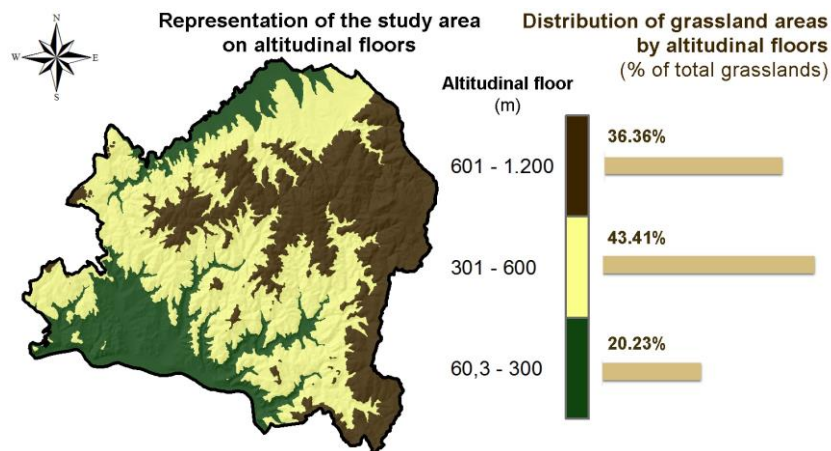 Representation of the study area
on altitudinal floors
N
W
E
S
Distribution of grassland areas
by altitudinal floors
(% of total grasslands)
Altitudinal floor
(m)
601 - 1.200
36.36%
301 - 600
43.41%
60,3 - 300
20.23%